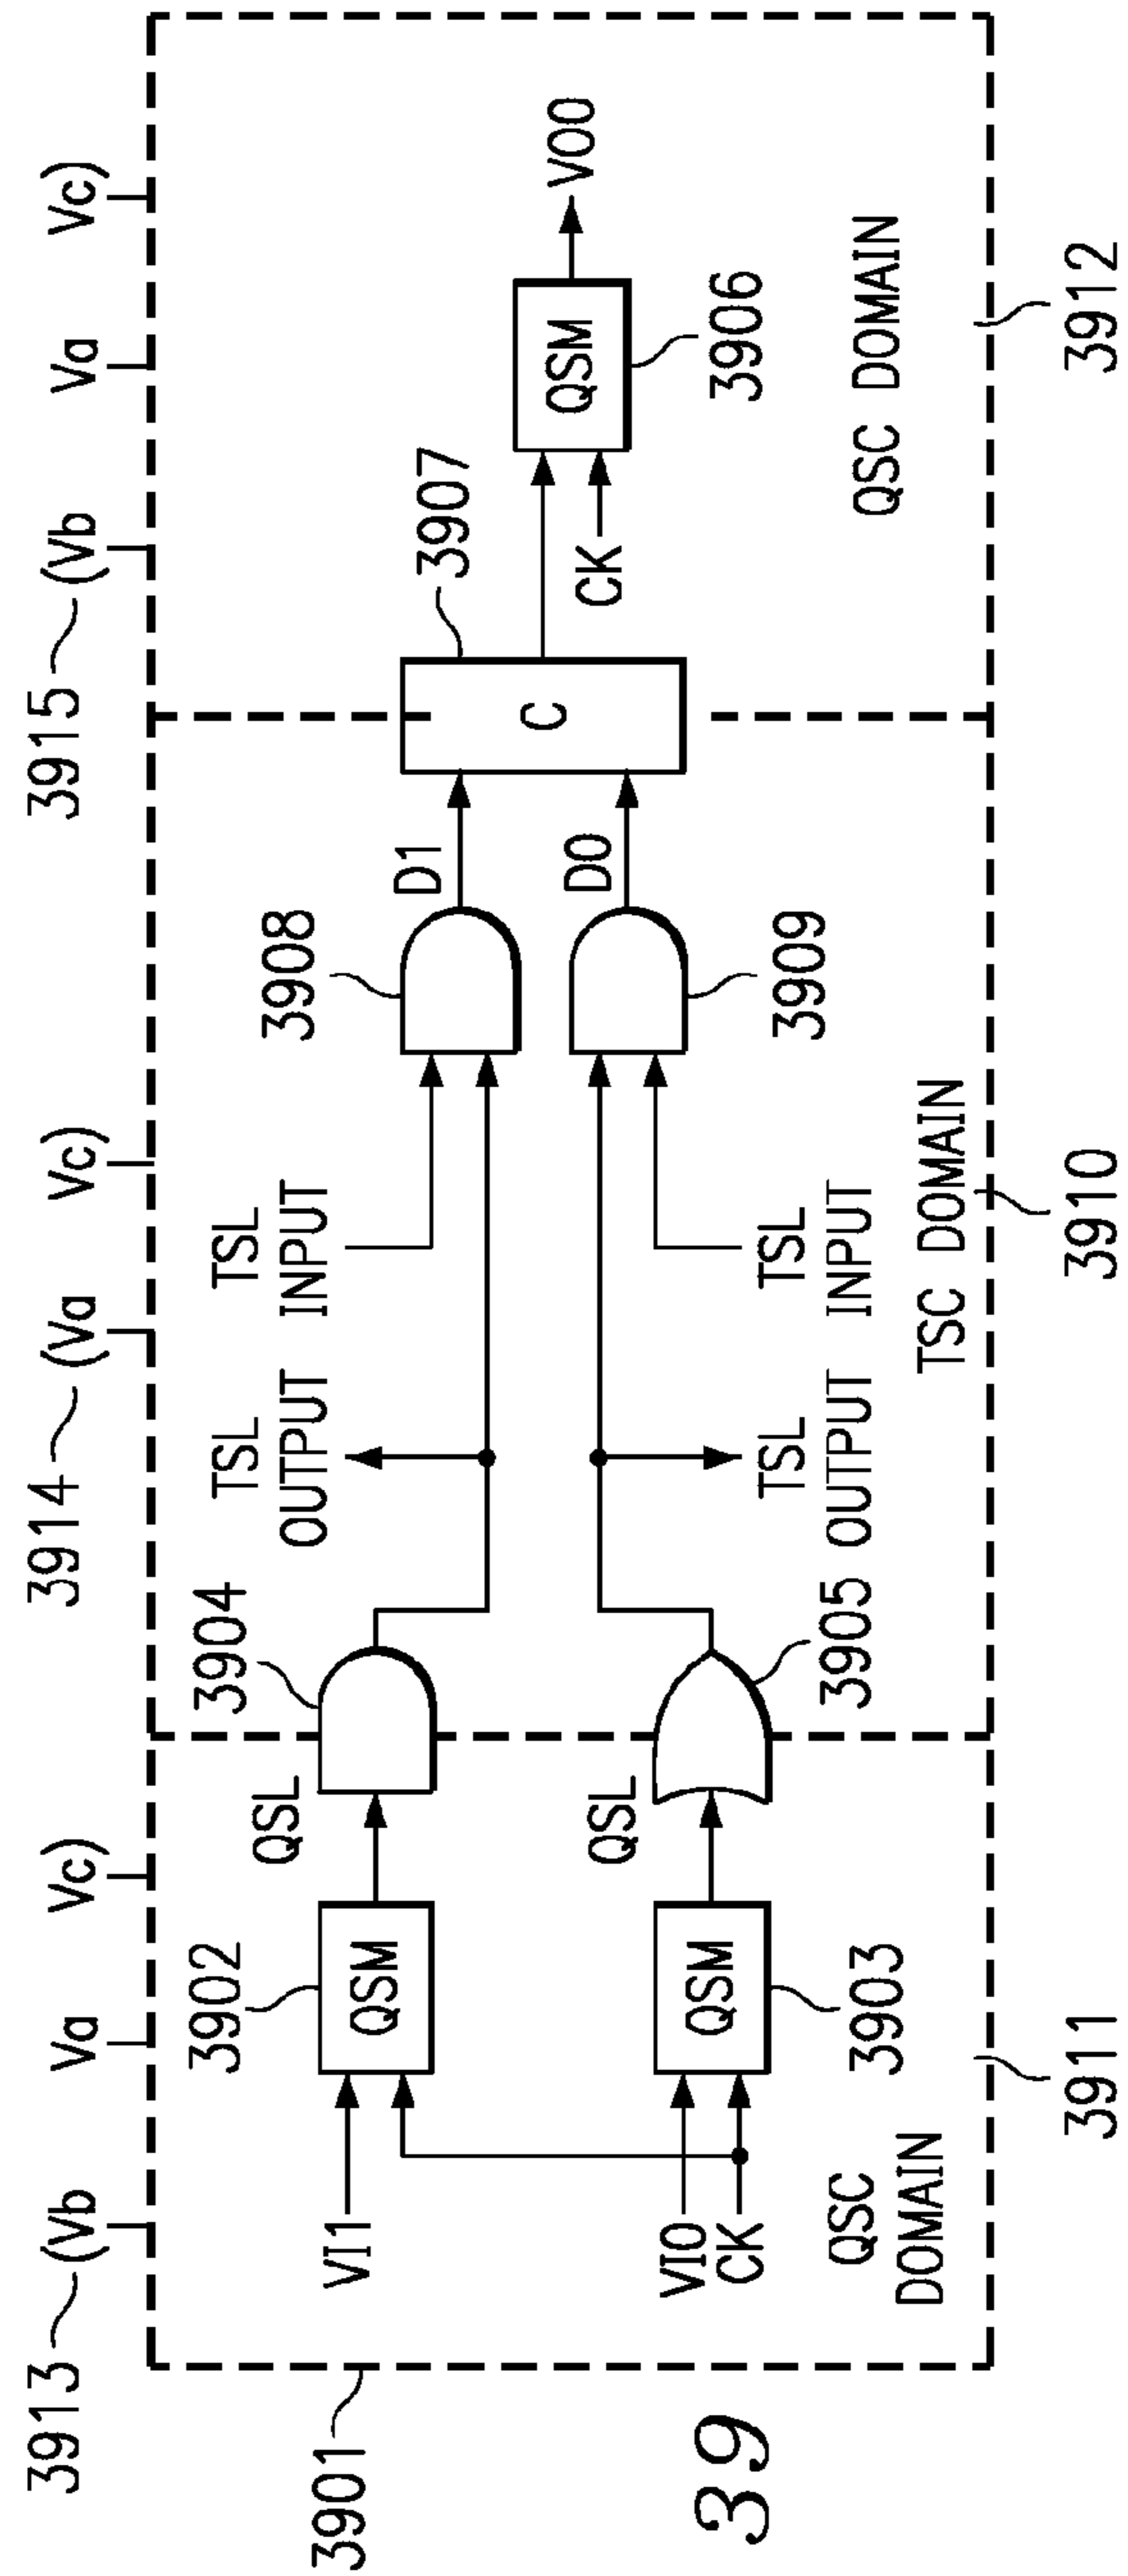 3913 (Vb Va Vc)
3914 (Va Vc)
3915 (Vb Va Vc)
3901
VI1
3902
QSM
QSL
3904
TSL
OUTPUT
TSL
INPUT
3908
D1
3907
C
QSM
VOO
3906
CK
VIO
CK
QSM
3903
QSL
3905
TSL
OUTPUT
TSL
INPUT
D0
3909
QSC
DOMAIN
3911
TSC DOMAIN
3910
QSC DOMAIN
3912
39